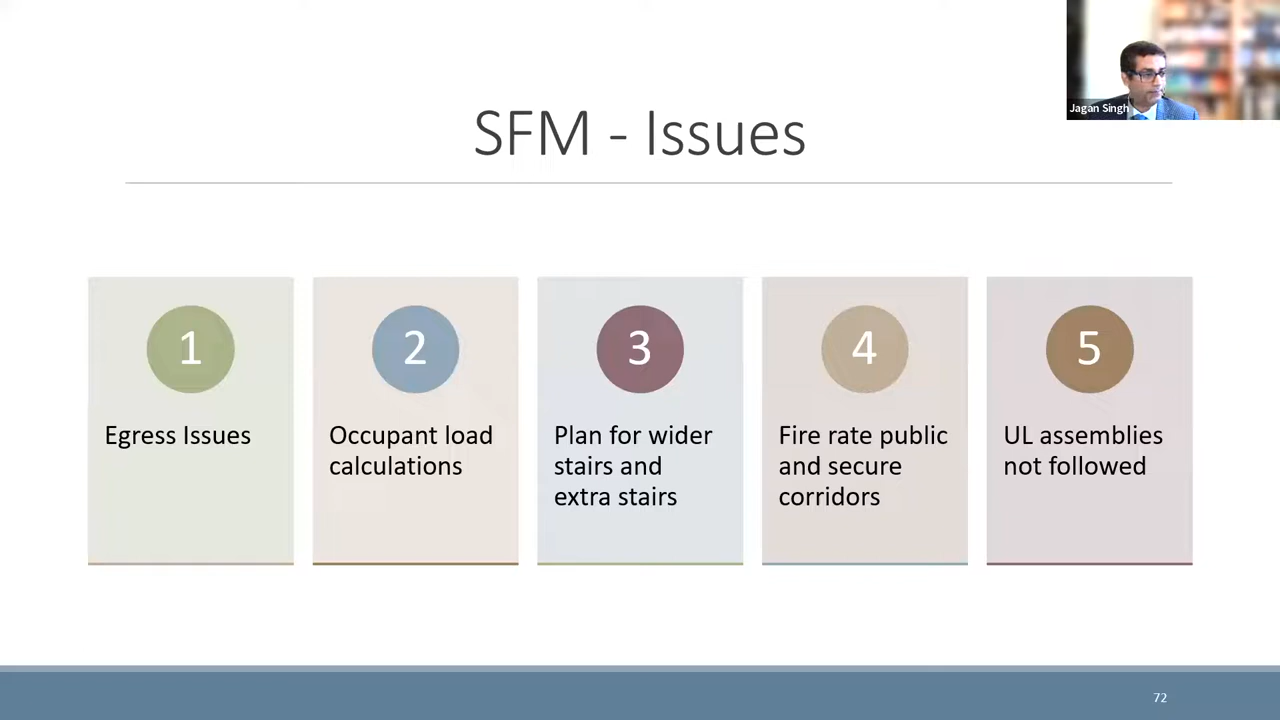 Jagan Singh
SFM - Issues
1
Egress Issues
2
Occupant load
calculations
3
Plan for wider
stairs and
extra stairs
4
Fire rate public
and secure
corridors
5
UL assemblies
not followed
72